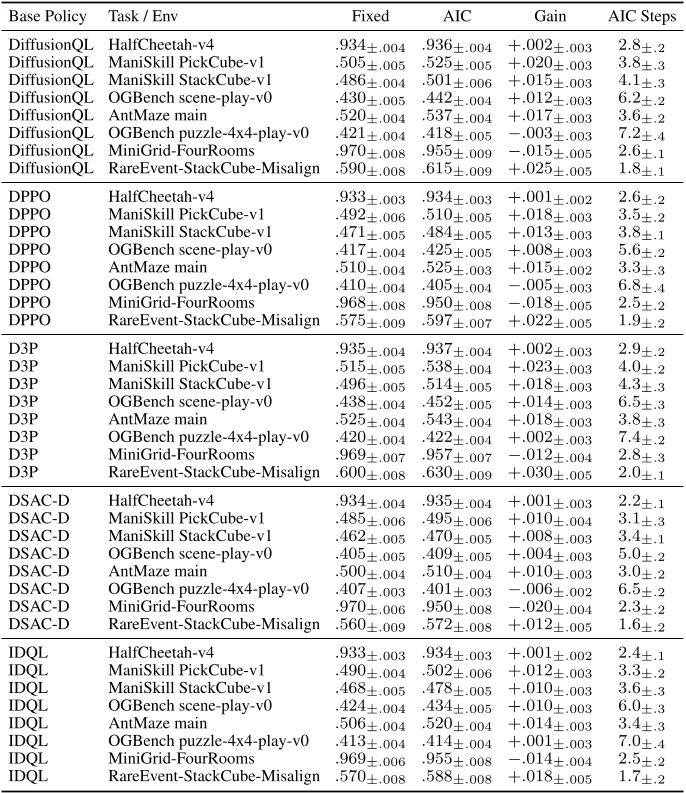 Base Policy Task / Env Fixed AIC Gain AIC Steps
DiffusionQL HalfCheetah-v4 .934±.004 .936±.004 +.002±.003 2.8±.2
DiffusionQL ManiSkill PickCube-v1 .505±.005 .525±.005 +.020±.003 3.8±.3
DiffusionQL ManiSkill StackCube-v1 .486±.004 .501±.006 +.015±.003 4.1±.3
DiffusionQL OGBench scene-play-v0 .430±.005 .442±.004 +.012±.003 6.2±.2
DiffusionQL AntMaze main .520±.004 .537±.004 +.017±.003 3.6±.2
DiffusionQL OGBench puzzle-4x4-play-v0 .421±.004 .418±.005 −.003±.003 7.2±.4
DiffusionQL MiniGrid-FourRooms .970±.008 .955±.009 −.015±.005 2.6±.1
DiffusionQL RareEvent-StackCube-Misalign .590±.008 .615±.009 +.025±.005 1.8±.1
DPPO HalfCheetah-v4 .933±.003 .934±.003 +.001±.002 2.6±.2
DPPO ManiSkill PickCube-v1 .492±.006 .510±.005 +.018±.003 3.5±.2
DPPO ManiSkill StackCube-v1 .471±.005 .484±.005 +.013±.003 3.8±.1
DPPO OGBench scene-play-v0 .417±.004 .425±.005 +.008±.003 5.6±.2
DPPO AntMaze main .510±.004 .525±.003 +.015±.002 3.3±.3
DPPO OGBench puzzle-4x4-play-v0 .410±.004 .405±.004 −.005±.003 6.8±.4
DPPO MiniGrid-FourRooms .968±.008 .950±.008 −.018±.005 2.5±.2
DPPO RareEvent-StackCube-Misalign .575±.009 .597±.007 +.022±.005 1.9±.2
D3P HalfCheetah-v4 .935±.004 .937±.004 +.002±.003 2.9±.2
D3P ManiSkill PickCube-v1 .515±.005 .538±.004 +.023±.003 4.0±.2
D3P ManiSkill StackCube-v1 .496±.005 .514±.005 +.018±.003 4.3±.3
D3P OGBench scene-play-v0 .438±.004 .452±.005 +.014±.003 6.5±.3
D3P AntMaze main .525±.004 .543±.004 +.018±.003 3.8±.3
D3P OGBench puzzle-4x4-play-v0 .420±.004 .422±.004 +.002±.003 7.4±.2
D3P MiniGrid-FourRooms .969±.007 .957±.007 −.012±.004 2.8±.3
D3P RareEvent-StackCube-Misalign .600±.008 .630±.009 +.030±.005 2.0±.1
DSAC-D HalfCheetah-v4 .934±.004 .935±.004 +.001±.003 2.2±.1
DSAC-D ManiSkill PickCube-v1 .485±.006 .495±.006 +.010±.004 3.1±.3
DSAC-D ManiSkill StackCube-v1 .462±.005 .470±.005 +.008±.003 3.4±.1
DSAC-D OGBench scene-play-v0 .405±.005 .409±.005 +.004±.003 5.0±.2
DSAC-D AntMaze main .500±.004 .510±.004 +.010±.003 3.0±.2
DSAC-D OGBench puzzle-4x4-play-v0 .407±.003 .401±.003 −.006±.002 6.5±.2
DSAC-D MiniGrid-FourRooms .970±.006 .950±.008 −.020±.004 2.3±.2
DSAC-D RareEvent-StackCube-Misalign .560±.009 .572±.008 +.012±.005 1.6±.2
IDQL HalfCheetah-v4 .933±.003 .934±.003 +.001±.002 2.4±.1
IDQL ManiSkill PickCube-v1 .490±.004 .502±.006 +.012±.003 3.3±.2
IDQL ManiSkill StackCube-v1 .468±.005 .478±.005 +.010±.003 3.6±.3
IDQL OGBench scene-play-v0 .424±.004 .434±.005 +.010±.003 6.0±.3
IDQL AntMaze main .506±.004 .520±.004 +.014±.003 3.4±.3
IDQL OGBench puzzle-4x4-play-v0 .413±.004 .414±.004 +.001±.003 7.0±.4
IDQL MiniGrid-FourRooms .969±.006 .955±.008 −.014±.004 2.5±.2
IDQL RareEvent-StackCube-Misalign .570±.008 .588±.008 +.018±.005 1.7±.2